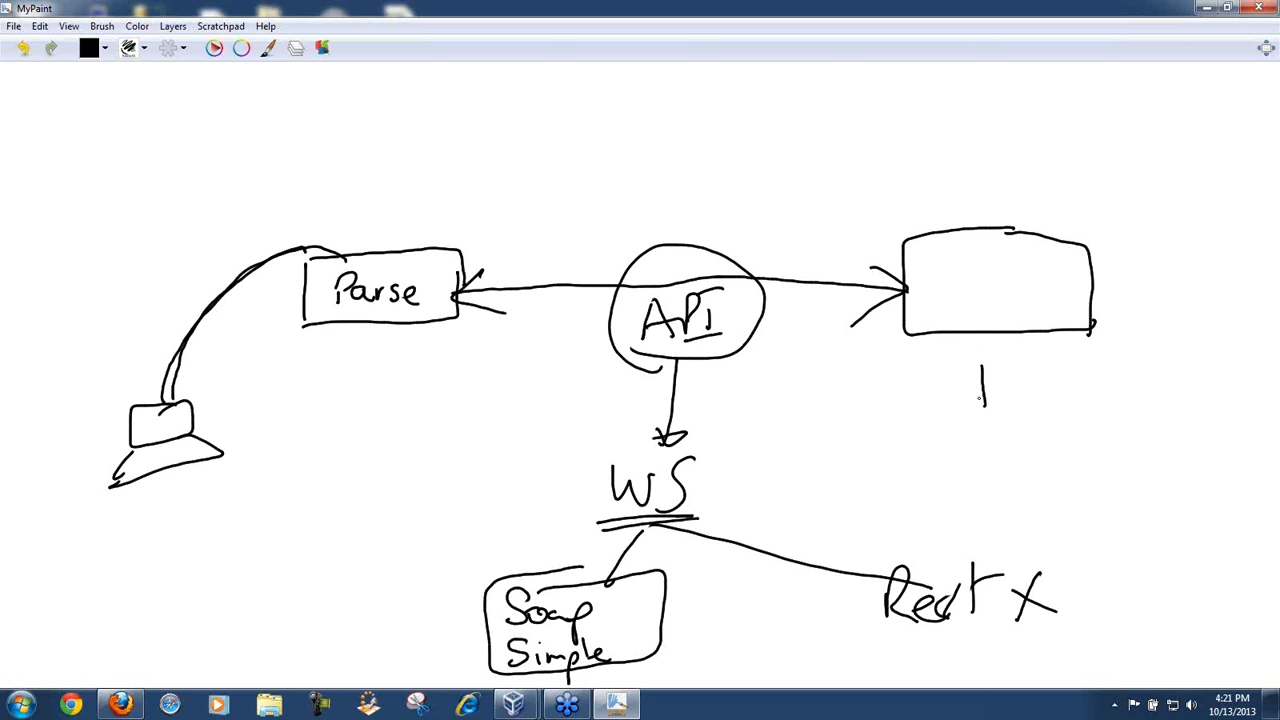 MyPaint
File Edit View Brush Color Layers Scratchpad Help
Parse
API
WS
Soap
Simple
Rest X
4:21 PM
10/13/2013